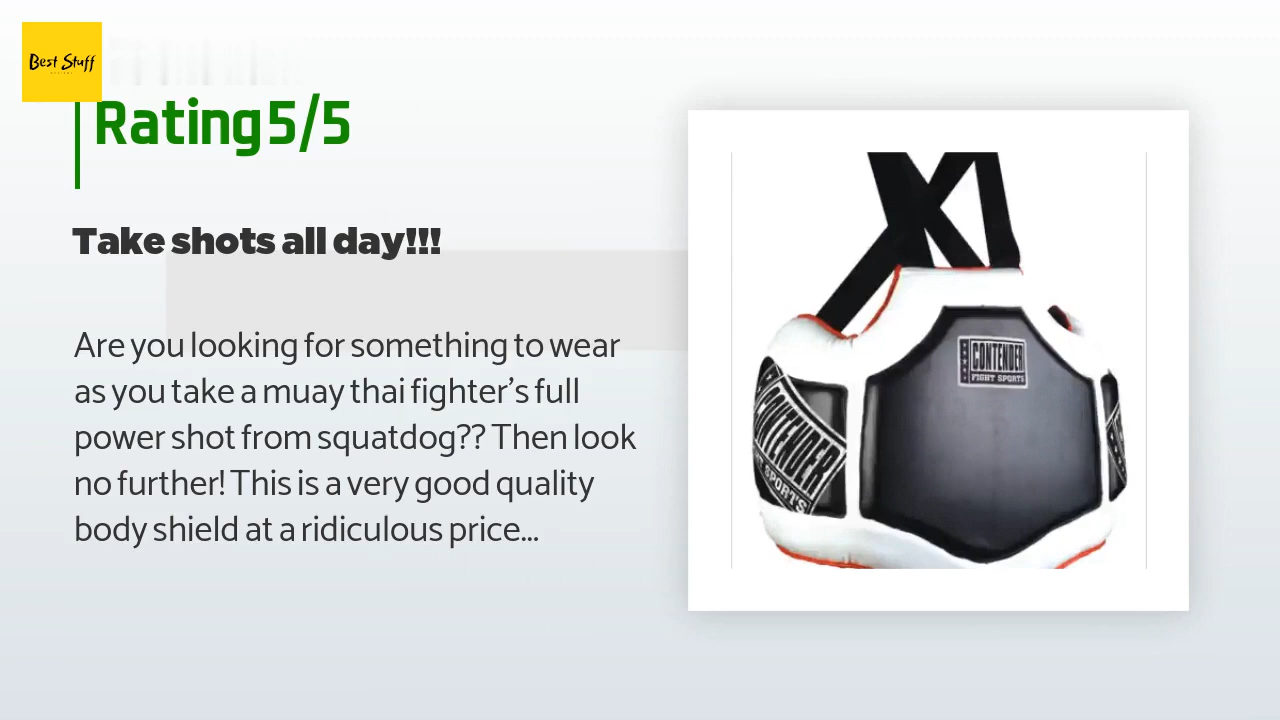 Best Stuff
Rating 5/5
Take shots all day!!!
Are you looking for something to wear
as you take a muay thai fighter's full
power shot from squatdog?? Then look
no further! This is a very good quality
body shield at a ridiculous price...
CONTENDER
FIGHT SPORTS
CONTENDER
SPORTS